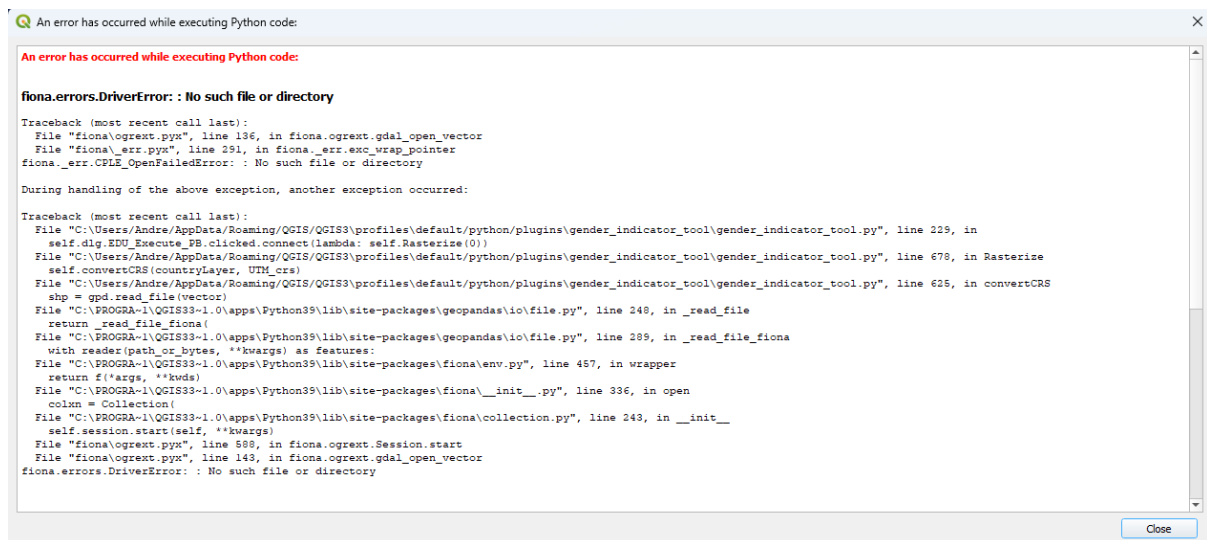 An error has occurred while executing Python code:
An error has occurred while executing Python code:
fiona.errors.DriverError: : No such file or directory
Traceback (most recent call last):
  File "fiona\ogrext.pyx", line 136, in fiona.ogrext.gdal_open_vector
  File "fiona\_err.pyx", line 291, in fiona._err.exc_wrap_pointer
fiona._err.CPLE_OpenFailedError: : No such file or directory
During handling of the above exception, another exception occurred:
Traceback (most recent call last):
  File "C:\Users/Andre/AppData/Roaming/QGIS/QGIS3\profiles\default/python/plugins\gender_indicator_tool\gender_indicator_tool.py", line 229, in
    self.dlg.EDU_Execute_PB.clicked.connect(lambda: self.Rasterize(0))
  File "C:\Users/Andre/AppData/Roaming/QGIS/QGIS3\profiles\default/python/plugins\gender_indicator_tool\gender_indicator_tool.py", line 678, in Rasterize
    self.convertCRS(countryLayer, UTM_crs)
  File "C:\Users/Andre/AppData/Roaming/QGIS/QGIS3\profiles\default/python/plugins\gender_indicator_tool\gender_indicator_tool.py", line 625, in convertCRS
    shp = gpd.read_file(vector)
  File "C:\PROGRA~1\QGIS33~1.0\apps\Python39\lib\site-packages\geopandas\io\file.py", line 248, in _read_file
    return _read_file_fiona(
  File "C:\PROGRA~1\QGIS33~1.0\apps\Python39\lib\site-packages\geopandas\io\file.py", line 289, in _read_file_fiona
    with reader(path_or_bytes, **kwargs) as features:
  File "C:\PROGRA~1\QGIS33~1.0\apps\Python39\lib\site-packages\fiona\env.py", line 457, in wrapper
    return f(*args, **kwds)
  File "C:\PROGRA~1\QGIS33~1.0\apps\Python39\lib\site-packages\fiona\__init__.py", line 336, in open
    colxn = Collection(
  File "C:\PROGRA~1\QGIS33~1.0\apps\Python39\lib\site-packages\fiona\collection.py", line 243, in __init__
    self.session.start(self, **kwargs)
  File "fiona\ogrext.pyx", line 588, in fiona.ogrext.Session.start
  File "fiona\ogrext.pyx", line 143, in fiona.ogrext.gdal_open_vector
fiona.errors.DriverError: : No such file or directory
Close